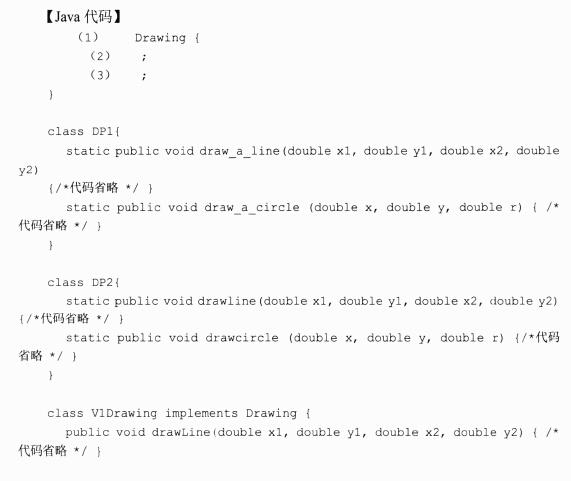 【Java 代码】
（1） Drawing {
（2） ;
（3） ;
}
class DP1{
static public void draw_a_line(double x1, double y1, double x2, double
y2)
{/*代码省略 */ }
static public void draw_a_circle (double x, double y, double r) { /*
代码省略 */ }
}
class DP2{
static public void drawline(double x1, double y1, double x2, double y2)
{/*代码省略 */ }
static public void drawcircle (double x, double y, double r) {/*代码
省略 */ }
}
class V1Drawing implements Drawing {
public void drawLine(double x1, double y1, double x2, double y2) { /*
代码省略 */ }